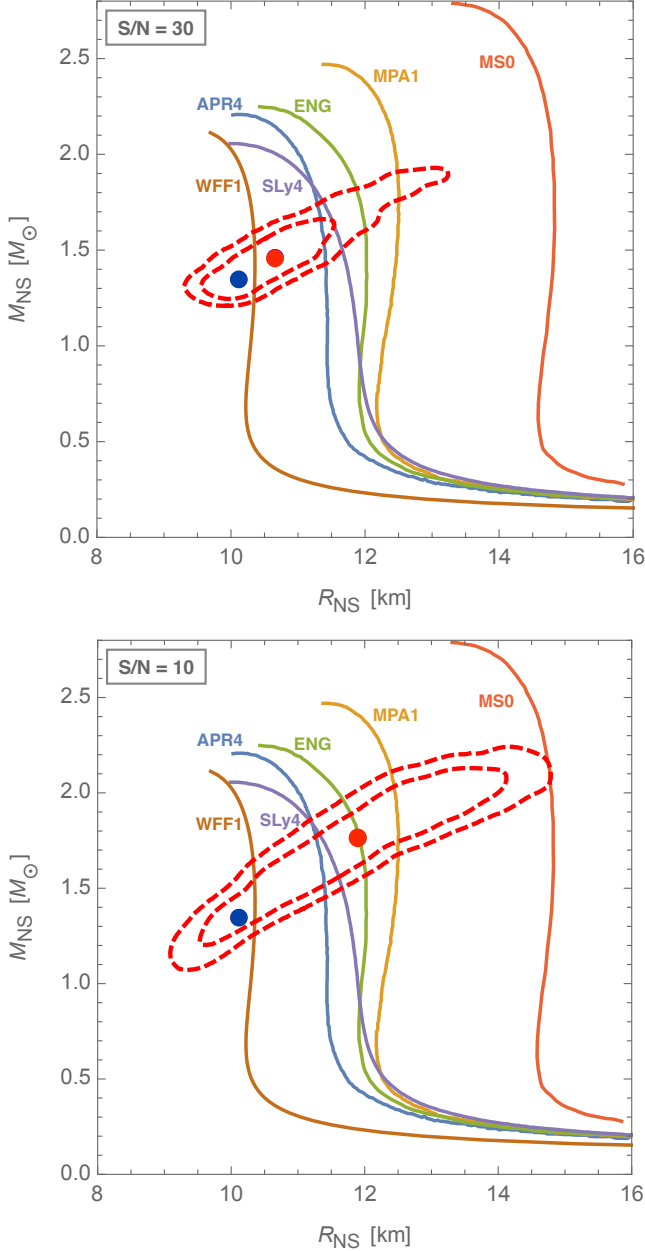 S/N = 30
MS0
MPA1
APR4
ENG
WFF1
SLy4
2.5
2.0
1.5
1.0
0.5
0.0
M_NS [M_⊙]
8 10 12 14 16
R_NS [km]
S/N = 10
MS0
MPA1
APR4
ENG
WFF1
SLy4
2.5
2.0
1.5
1.0
0.5
0.0
M_NS [M_⊙]
8 10 12 14 16
R_NS [km]